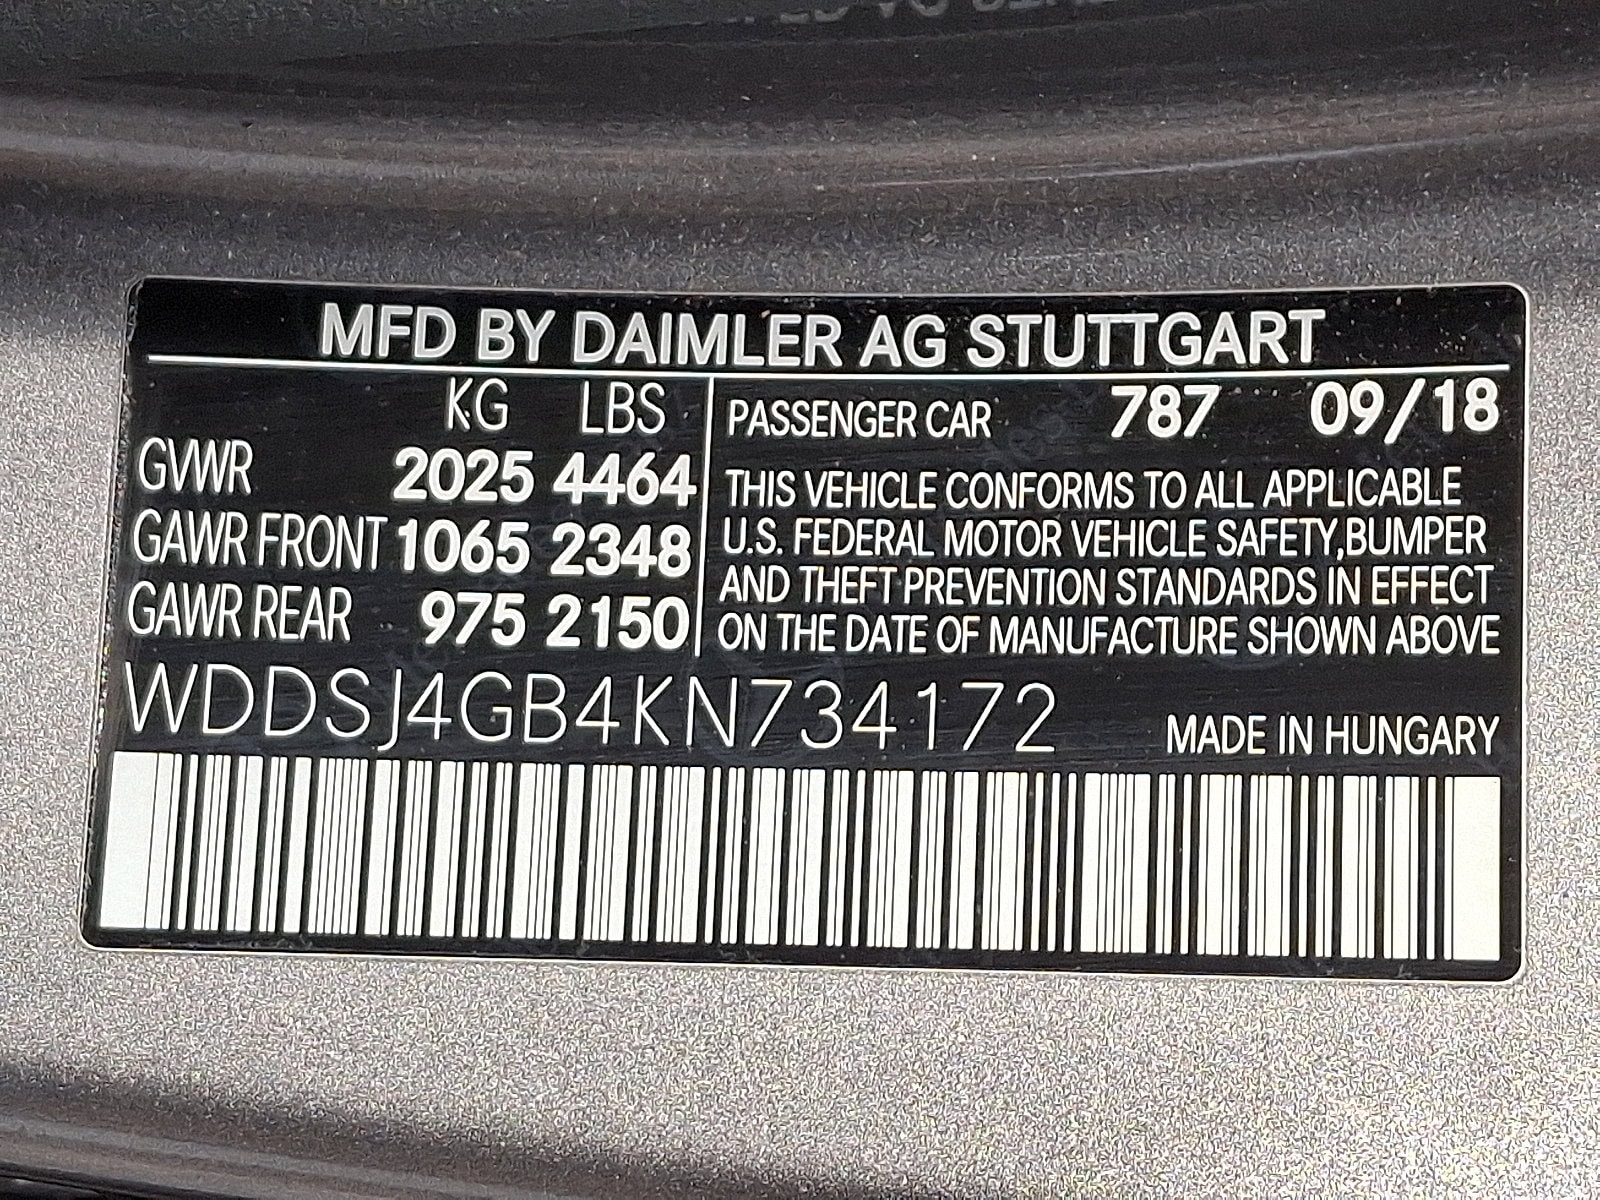 MFD BY DAIMLER AG STUTTGART
KG LBS
GVWR 2025 4464
GAWR FRONT 1065 2348
GAWR REAR 975 2150
PASSENGER CAR 787 09/18
THIS VEHICLE CONFORMS TO ALL APPLICABLE
U.S. FEDERAL MOTOR VEHICLE SAFETY,BUMPER
AND THEFT PREVENTION STANDARDS IN EFFECT
ON THE DATE OF MANUFACTURE SHOWN ABOVE
WDDSJ4GB4KN734172
MADE IN HUNGARY